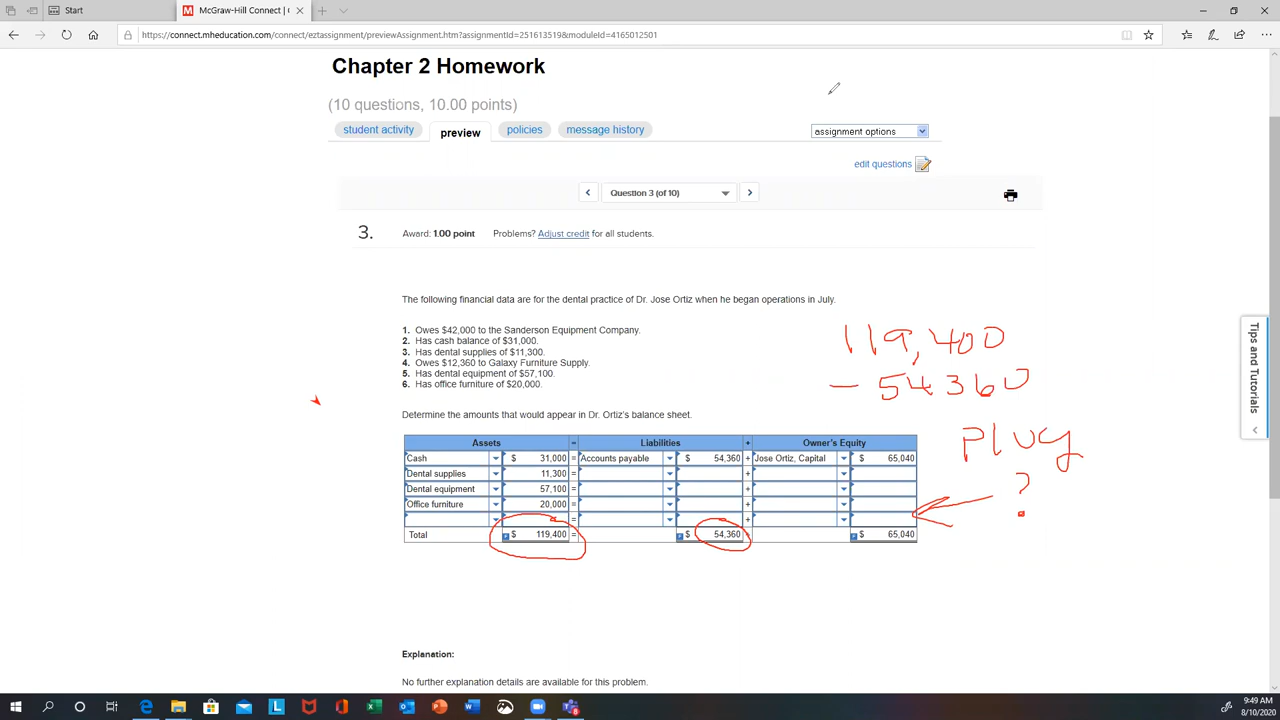 Start
McGraw-Hill Connect | C
https://connect.mheducation.com/connect/eztassignment/previewAssignment.htm?assignmentId=251613519&moduleId=4165012501
Chapter 2 Homework
(10 questions, 10.00 points)
student activity preview policies message history
assignment options
edit questions
Question 3 (of 10)
3. Award: 1.00 point Problems? Adjust credit for all students.
The following financial data are for the dental practice of Dr. Jose Ortiz when he began operations in July.
1. Owes $42,000 to the Sanderson Equipment Company.
2. Has cash balance of $31,000.
3. Has dental supplies of $11,300.
4. Owes $12,360 to Galaxy Furniture Supply.
5. Has dental equipment of $57,100.
6. Has office furniture of $20,000.
119,400
- 54360
Determine the amounts that would appear in Dr. Ortiz's balance sheet.
Assets = Liabilities + Owner's Equity
Cash $ 31,000 = Accounts payable $ 54,360 + Jose Ortiz, Capital $ 65,040
Dental supplies 11,300 = +
Dental equipment 57,100 = +
Office furniture 20,000 = +
= +
Total $ 119,400 = $ 54,360 $ 65,040
plug
?
Explanation:
No further explanation details are available for this problem.
Tips and Tutorials
9:49 AM
8/10/2020